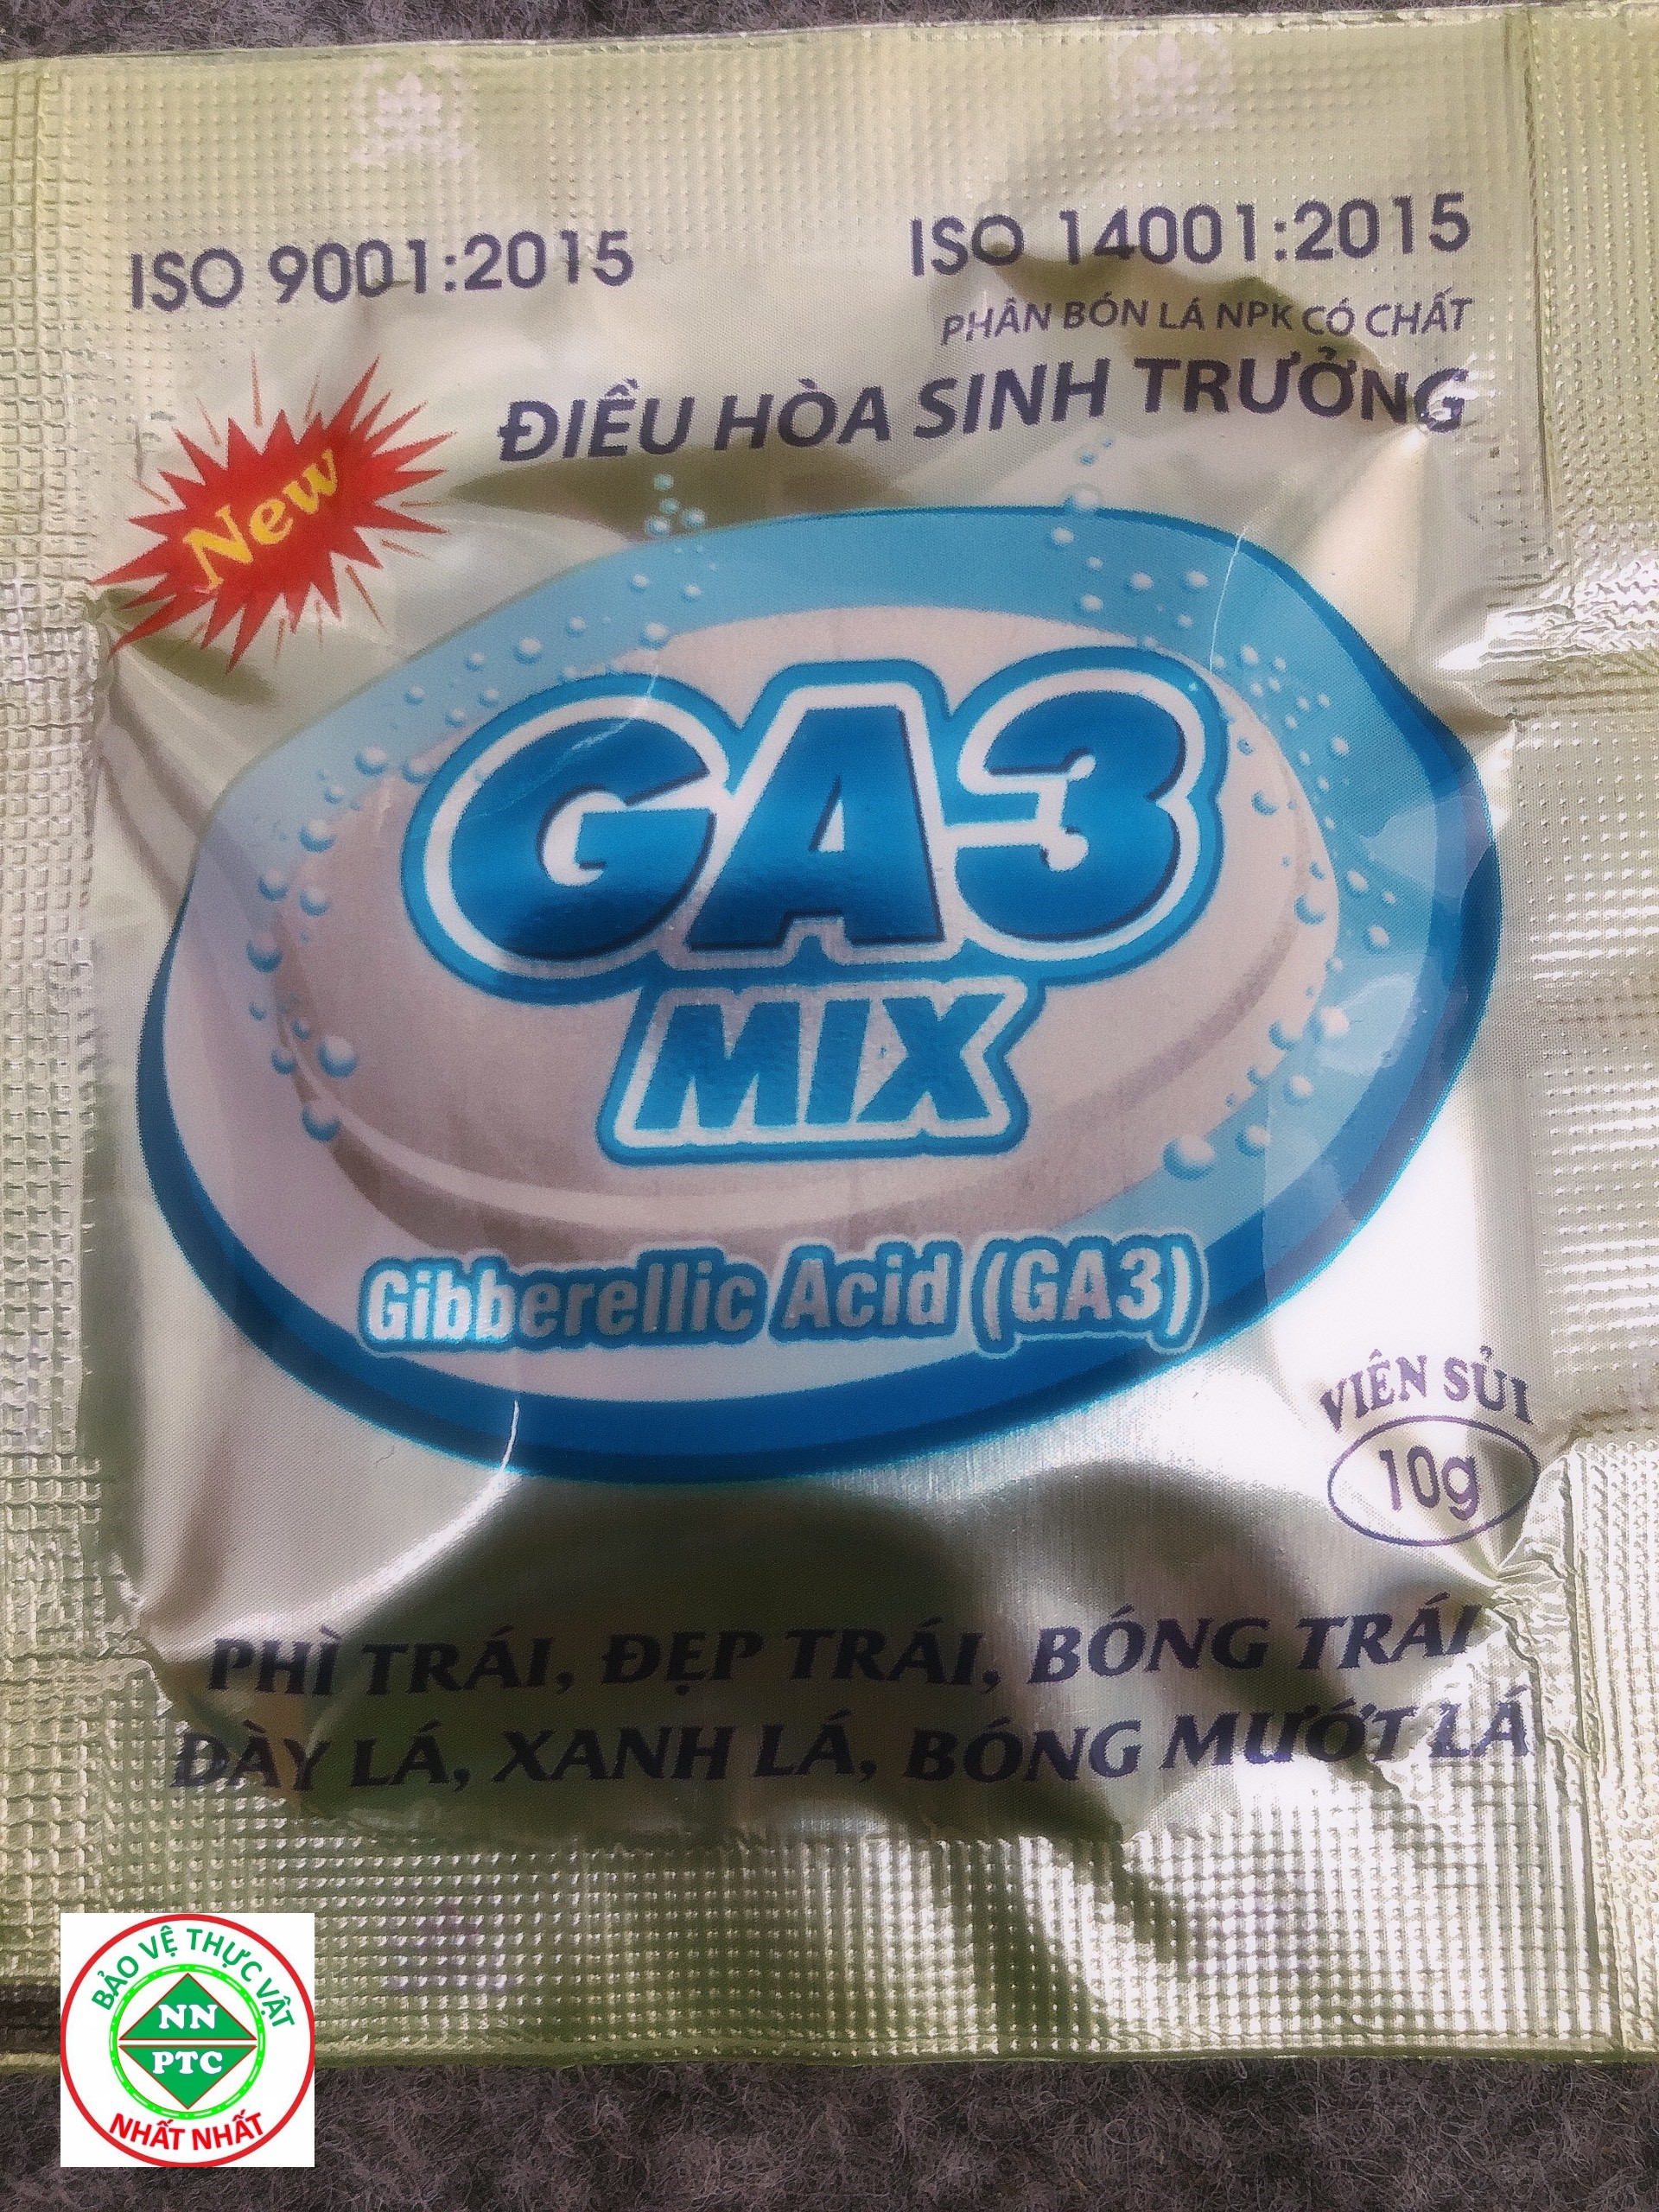 ISO 9001:2015
ISO 14001:2015
PHÂN BÓN LÁ NPK CÓ CHẤT
ĐIỀU HÒA SINH TRƯỞNG
New
GA3
MIX
Gibberellic Acid (GA3)
VIÊN SỦI
10g
PHÌ TRÁI, ĐẸP TRÁI, BÓNG TRÁI
DÀY LÁ, XANH LÁ, BÓNG MƯỚT LÁ
BẢO VỆ THỰC VẬT
NN
PTC
NHẤT NHẤT